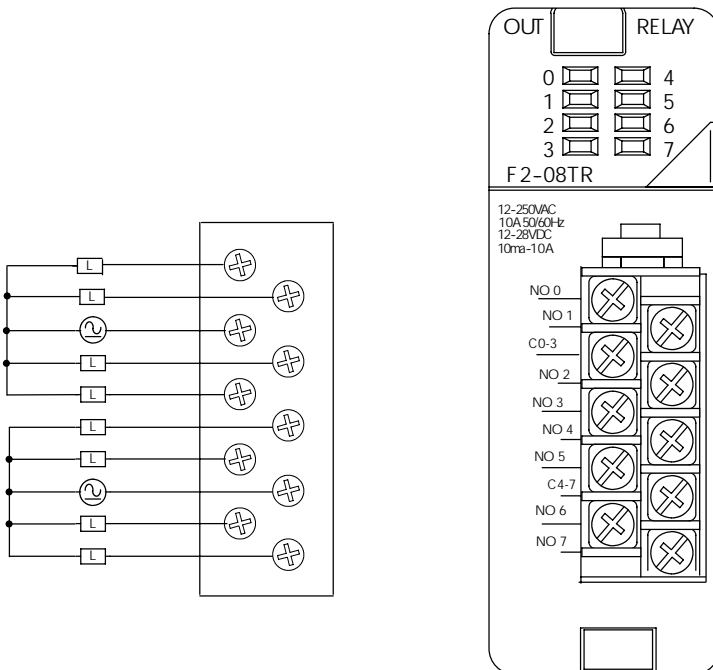 L
L
L
L
L
L
L
L
OUT RELAY
0 4
1 5
2 6
3 7
F2-08TR
12-250VAC
10A 50/60Hz
12-28VDC
10ma-10A
NO 0
NO 1
C0-3
NO 2
NO 3
NO 4
NO 5
C4-7
NO 6
NO 7